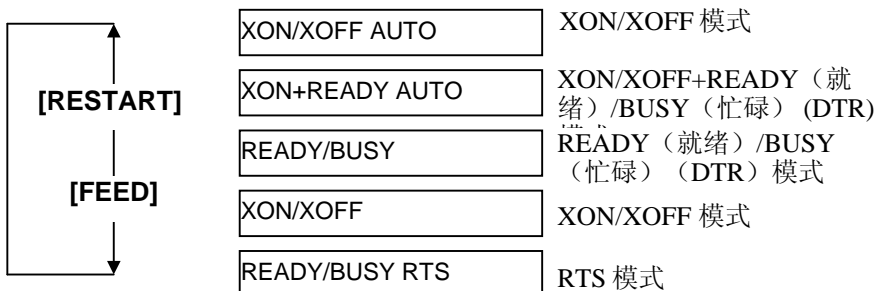 XON/XOFF AUTO
XON/XOFF 模式
[RESTART]
XON+READY AUTO
XON/XOFF+READY（就
绪）/BUSY（忙碌） (DTR)
READY/BUSY
READY（就绪）/BUSY
（忙碌）（DTR）模式
[FEED]
XON/XOFF
XON/XOFF 模式
READY/BUSY RTS
RTS 模式